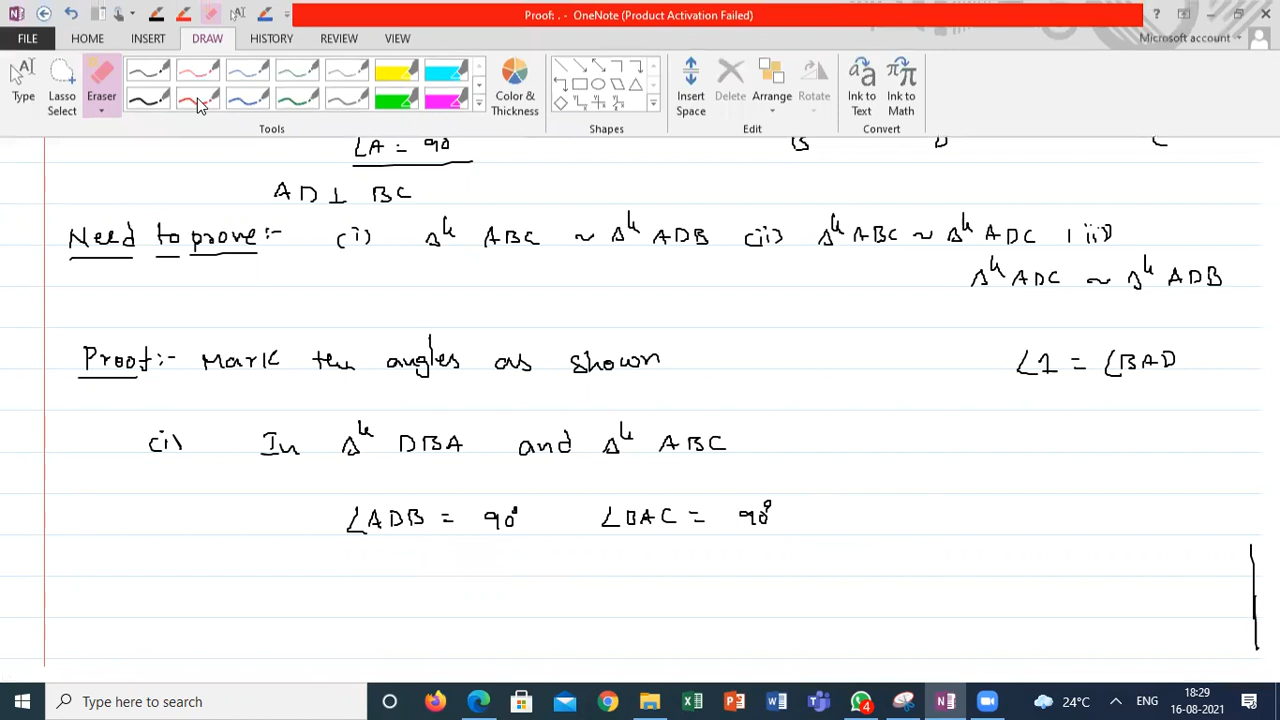 Proof: . - OneNote (Product Activation Failed)
FILE HOME INSERT DRAW HISTORY REVIEW VIEW
Microsoft account
Type Lasso Select Eraser Color & Thickness Insert Space Delete Arrange Rotate Ink to Text Ink to Math
Tools Shapes Edit Convert
∠A = 90
B D C
AD ⊥ BC
Need to prove:- (i) Δle ABC ~ Δle ADB (ii) Δle ABC ~ Δle ADC (iii)
Δle ADC ~ Δle ADB
Proof:- Mark the angles as shown ∠1 = ∠BAD
(i) In Δle DBA and Δle ABC
∠ADB = 90° ∠BAC = 90°
Type here to search
4
24°C ENG
18:29
16-08-2021